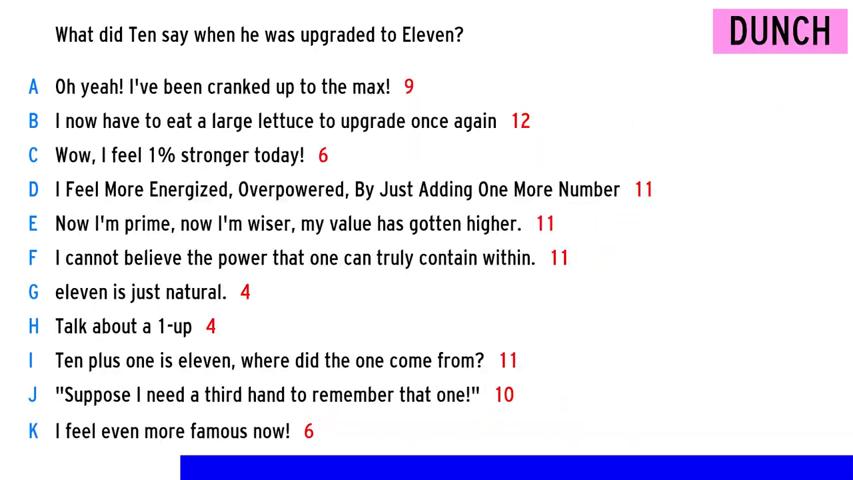 What did Ten say when he was upgraded to Eleven?
DUNCH
A Oh yeah! I've been cranked up to the max! 9
B I now have to eat a large lettuce to upgrade once again 12
C Wow, I feel 1% stronger today! 6
D I Feel More Energized, Overpowered, By Just Adding One More Number 11
E Now I'm prime, now I'm wiser, my value has gotten higher. 11
F I cannot believe the power that one can truly contain within. 11
G eleven is just natural. 4
H Talk about a 1-up 4
I Ten plus one is eleven, where did the one come from? 11
J "Suppose I need a third hand to remember that one!" 10
K I feel even more famous now! 6